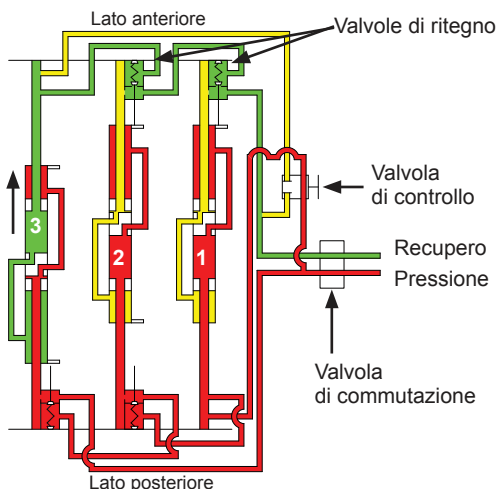 Lato anteriore
Valvole di ritegno
Valvola
di controllo
3
2
1
Recupero
Pressione
Valvola
di commutazione
Lato posteriore